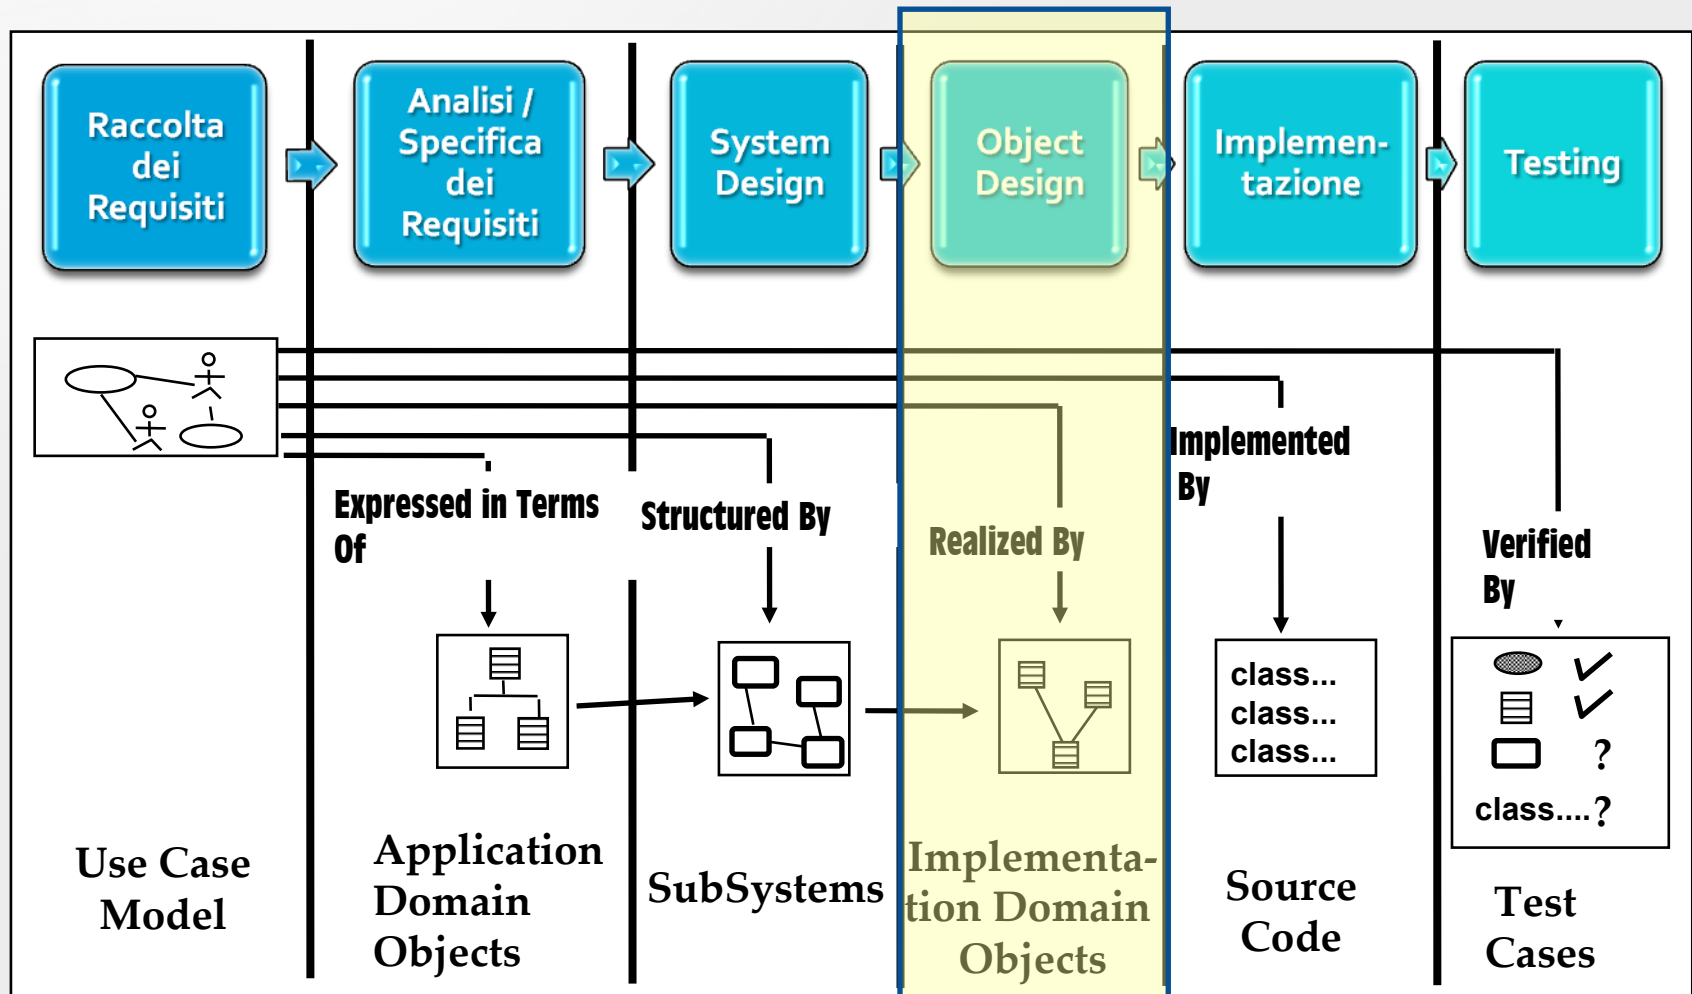 Raccolta
dei
Requisiti
Analisi /
Specifica
dei
Requisiti
System
Design
Object
Design
Implemen-
tazione
Testing
Expressed in Terms
Of
Structured By
Realized By
Implemented
By
Verified
By
class...
class...
class...
?
class....?
Use Case
Model
Application
Domain
Objects
SubSystems
Implementa-
tion Domain
Objects
Source
Code
Test
Cases